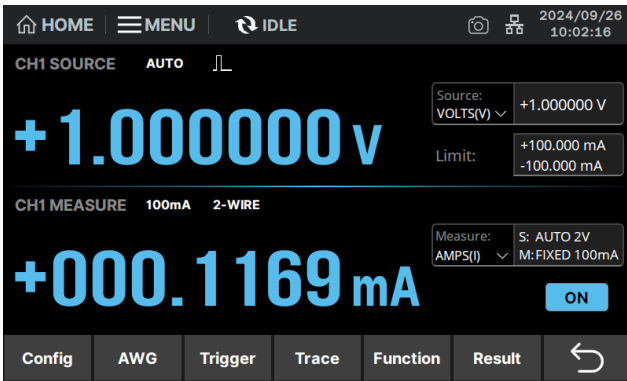 HOME MENU IDLE 2024/09/26
10:02:16
CH1 SOURCE AUTO
+1.000000 V
Source:
VOLTS(V) +1.000000 V
Limit: +100.000 mA
-100.000 mA
CH1 MEASURE 100mA 2-WIRE
+000.1169 mA
Measure: S: AUTO 2V
AMPS(I) M:FIXED 100mA
ON
Config AWG Trigger Trace Function Result